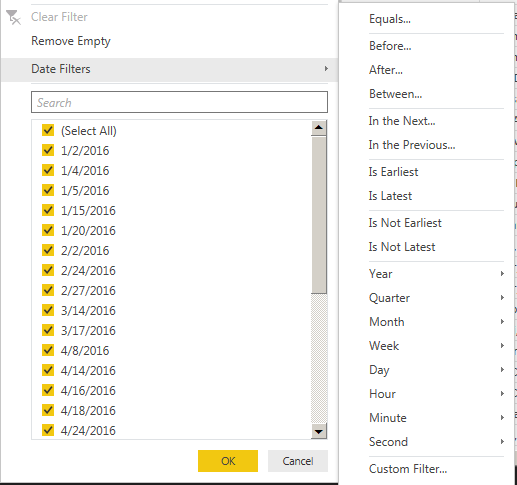 Clear Filter
Remove Empty
Date Filters
Search
(Select All)
1/2/2016
1/4/2016
1/5/2016
1/15/2016
1/20/2016
2/2/2016
2/24/2016
2/27/2016
3/14/2016
3/17/2016
4/8/2016
4/14/2016
4/16/2016
4/18/2016
4/24/2016
OK
Cancel
Equals...
Before...
After...
Between...
In the Next...
In the Previous...
Is Earliest
Is Latest
Is Not Earliest
Is Not Latest
Year
Quarter
Month
Week
Day
Hour
Minute
Second
Custom Filter...